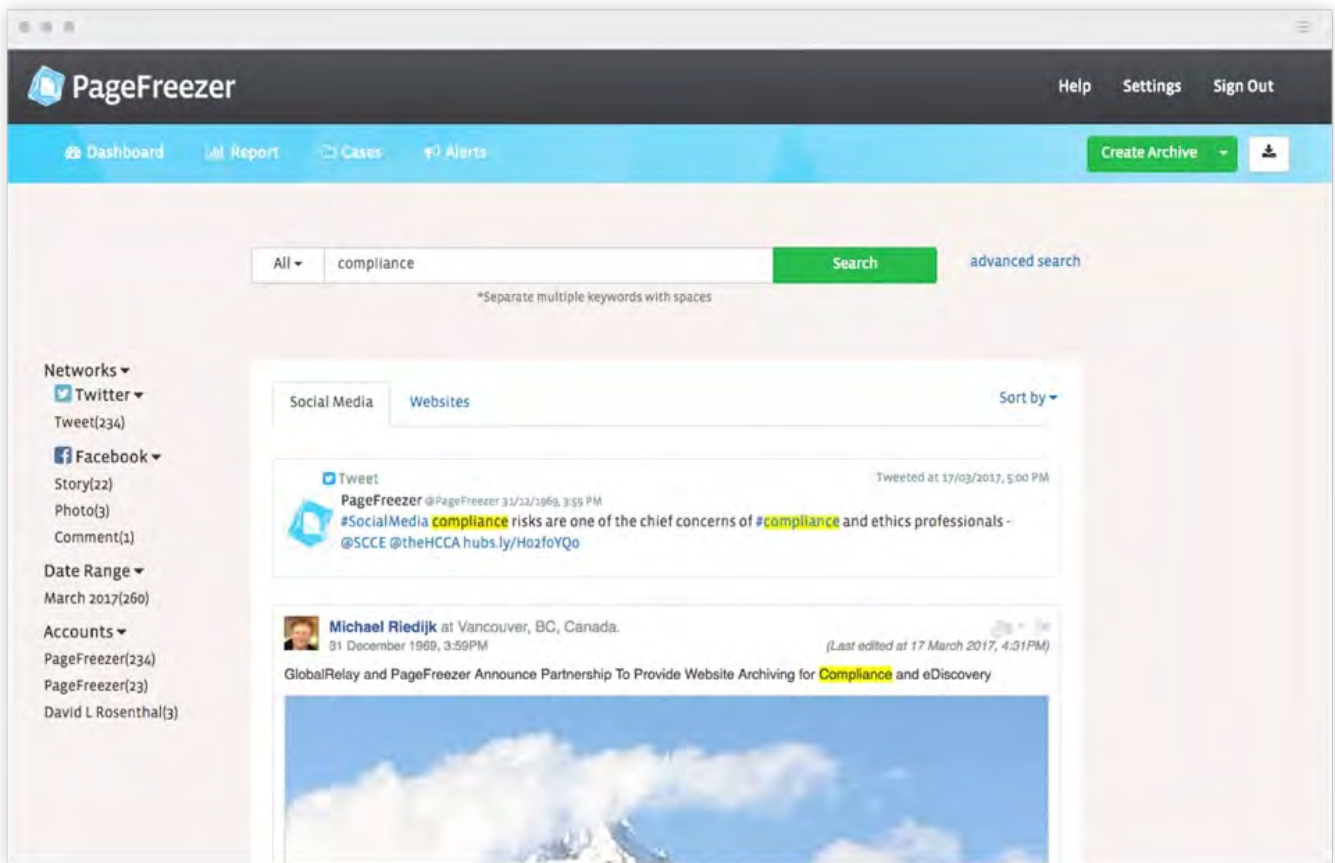 PageFreezer
Help Settings Sign Out
Dashboard Report Cases Alerts
Create Archive
All compliance Search advanced search
*Separate multiple keywords with spaces
Networks
Twitter
Tweet(234)
Facebook
Story(22)
Photo(3)
Comment(1)
Date Range
March 2017(260)
Accounts
PageFreezer(234)
PageFreezer(23)
David L Rosenthal(3)
Social Media Websites Sort by
Tweet Tweeted at 17/03/2017, 5:00 PM
PageFreezer @PageFreezer 31/12/1969, 3:59 PM
#SocialMedia compliance risks are one of the chief concerns of #compliance and ethics professionals -
@SCCE @theHCCA hubs.ly/H02f0YQ0
Michael Riedijk at Vancouver, BC, Canada.
31 December 1969, 3:59PM (Last edited at 17 March 2017, 4:31PM)
GlobalRelay and PageFreezer Announce Partnership To Provide Website Archiving for Compliance and eDiscovery